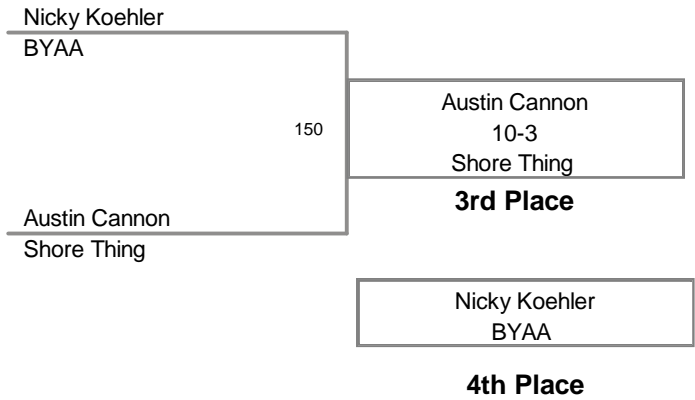 Nicky Koehler
BYAA
150
Austin Cannon
10-3
Shore Thing
3rd Place
Austin Cannon
Shore Thing
Nicky Koehler
BYAA
4th Place